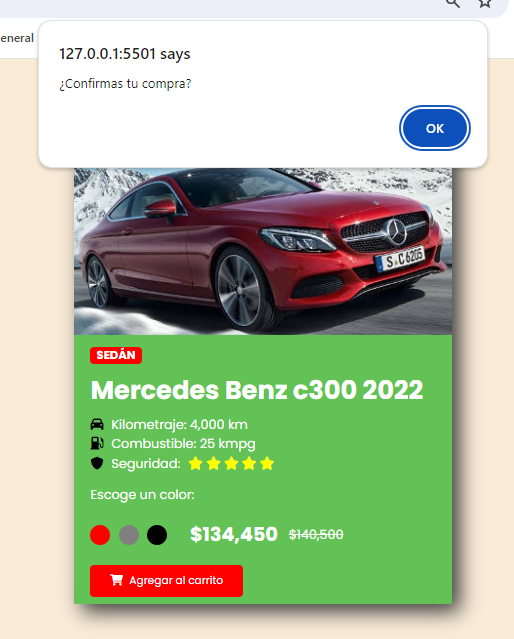 eneral
127.0.0.1:5501 says
¿Confirmas tu compra?
OK
S·C 6205
SEDÁN
Mercedes Benz c300 2022
Kilometraje: 4,000 km
Combustible: 25 kmpg
Seguridad:
Escoge un color:
$134,450 $140,500
Agregar al carrito